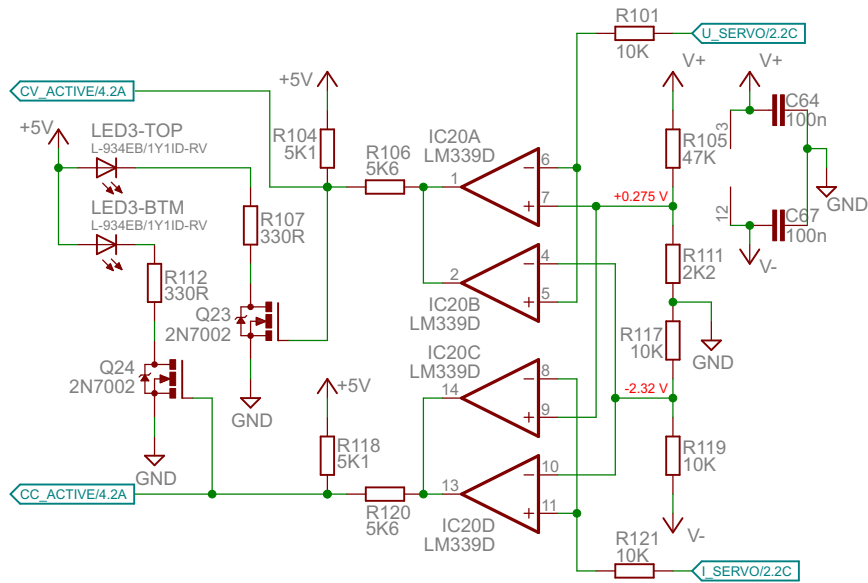 R101
10K
U_SERVO/2.2C
V+
V+
CV_ACTIVE/4.2A
+5V
+5V
LED3-TOP
L-934EB/1Y1ID-RV
R104
5K1
R106
5K6
IC20A
LM339D
1
6
7
R105
47K
3
C64
100n
+0.275 V
GND
LED3-BTM
L-934EB/1Y1ID-RV
R107
330R
12
C67
100n
V-
R112
330R
2
4
5
R111
2K2
IC20B
LM339D
Q23
2N7002
R117
10K
GND
IC20C
LM339D
Q24
2N7002
+5V
14
8
9
-2.32 V
GND
R118
5K1
R119
10K
GND
CC_ACTIVE/4.2A
R120
5K6
13
10
11
IC20D
LM339D
V-
R121
10K
I_SERVO/2.2C